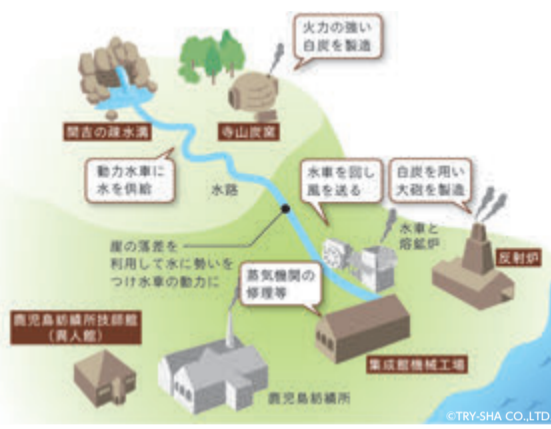 火力の強い
白炭を製造
関吉の疎水溝
寺山炭窯
動力水車に
水を供給
水路
水車を回し
風を送る
白炭を用い
大砲を製造
水車と
熔鉱炉
反射炉
崖の落差を
利用して水に勢いを
つけ水車の動力に
蒸気機関の
修理等
鹿児島紡績所技師館
（異人館）
集成館機械工場
鹿児島紡績所
©TRY-SHA CO.,LTD